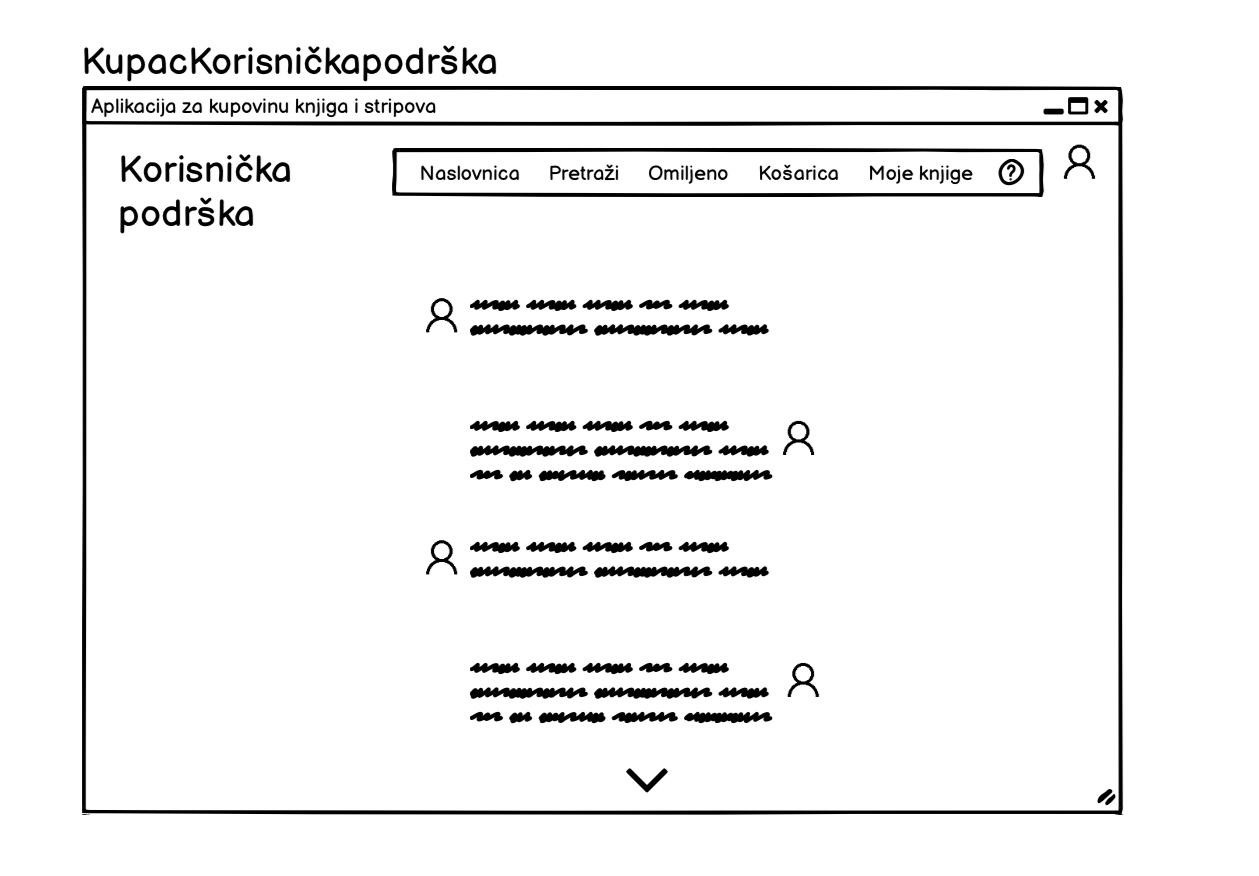 KupacKorisničkapodrška
Aplikacija za kupovinu knjiga i stripova
Korisnička
podrška
Naslovnica Pretraži Omiljeno Košarica Moje knjige ?